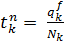 t_k^n = q_k^f / N_k